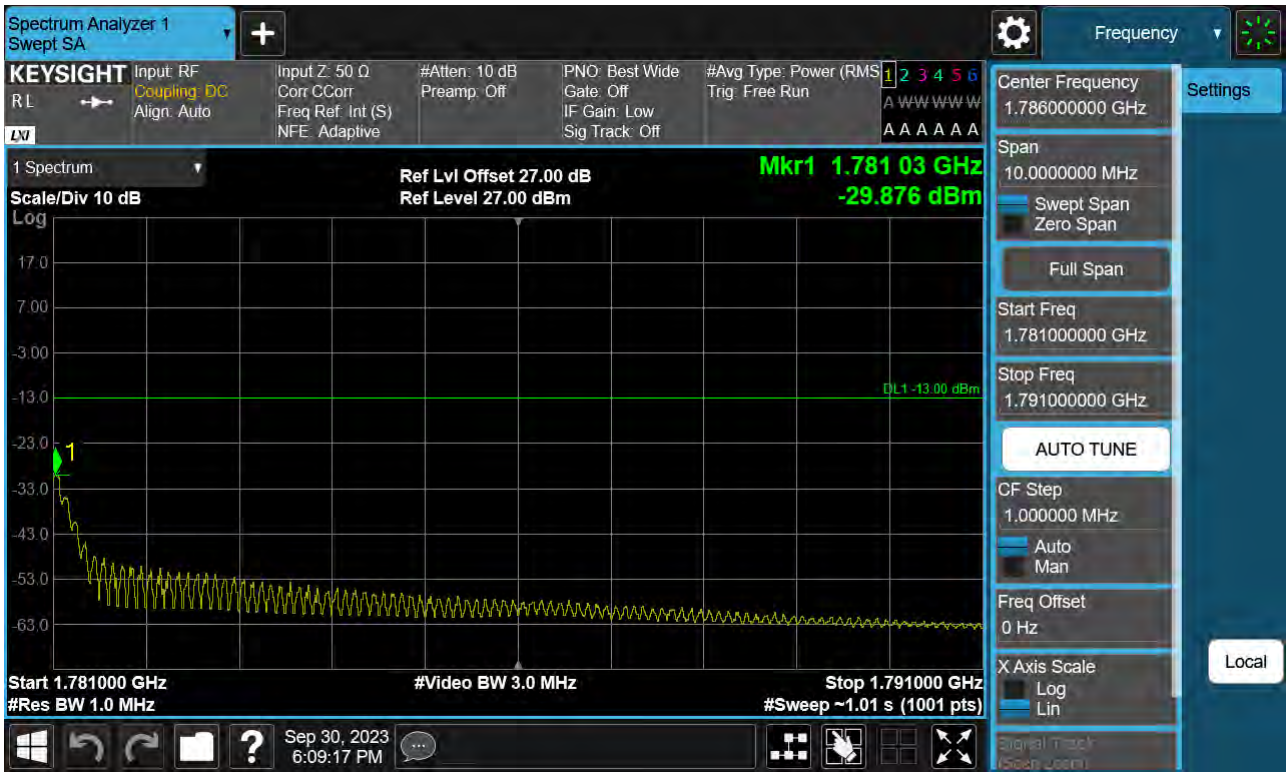 Spectrum Analyzer 1
Swept SA
Frequency
KEYSIGHT
RL
LXI
Input: RF
Coupling: DC
Align: Auto
Input Z: 50 Ω
Corr CCorr
Freq Ref: Int (S)
NFE: Adaptive
#Atten: 10 dB
Preamp: Off
PNO: Best Wide
Gate: Off
IF Gain: Low
Sig Track: Off
#Avg Type: Power (RMS
Trig: Free Run
1 2 3 4 5 6
A W W W W W
A A A A A A
1 Spectrum
Scale/Div 10 dB
Log
Ref Lvl Offset 27.00 dB
Ref Level 27.00 dBm
Mkr1 1.781 03 GHz
-29.876 dBm
17.0
7.00
-3.00
-13.0
DL1 -13.00 dBm
-23.0
1
-33.0
-43.0
-53.0
-63.0
Start 1.781000 GHz
#Res BW 1.0 MHz
#Video BW 3.0 MHz
Stop 1.791000 GHz
#Sweep ~1.01 s (1001 pts)
Center Frequency
1.786000000 GHz
Span
10.0000000 MHz
Swept Span
Zero Span
Full Span
Start Freq
1.781000000 GHz
Stop Freq
1.791000000 GHz
AUTO TUNE
CF Step
1.000000 MHz
Auto
Man
Freq Offset
0 Hz
X Axis Scale
Log
Lin
Signal Track
(Span Zoom)
Settings
Local
?
Sep 30, 2023
6:09:17 PM